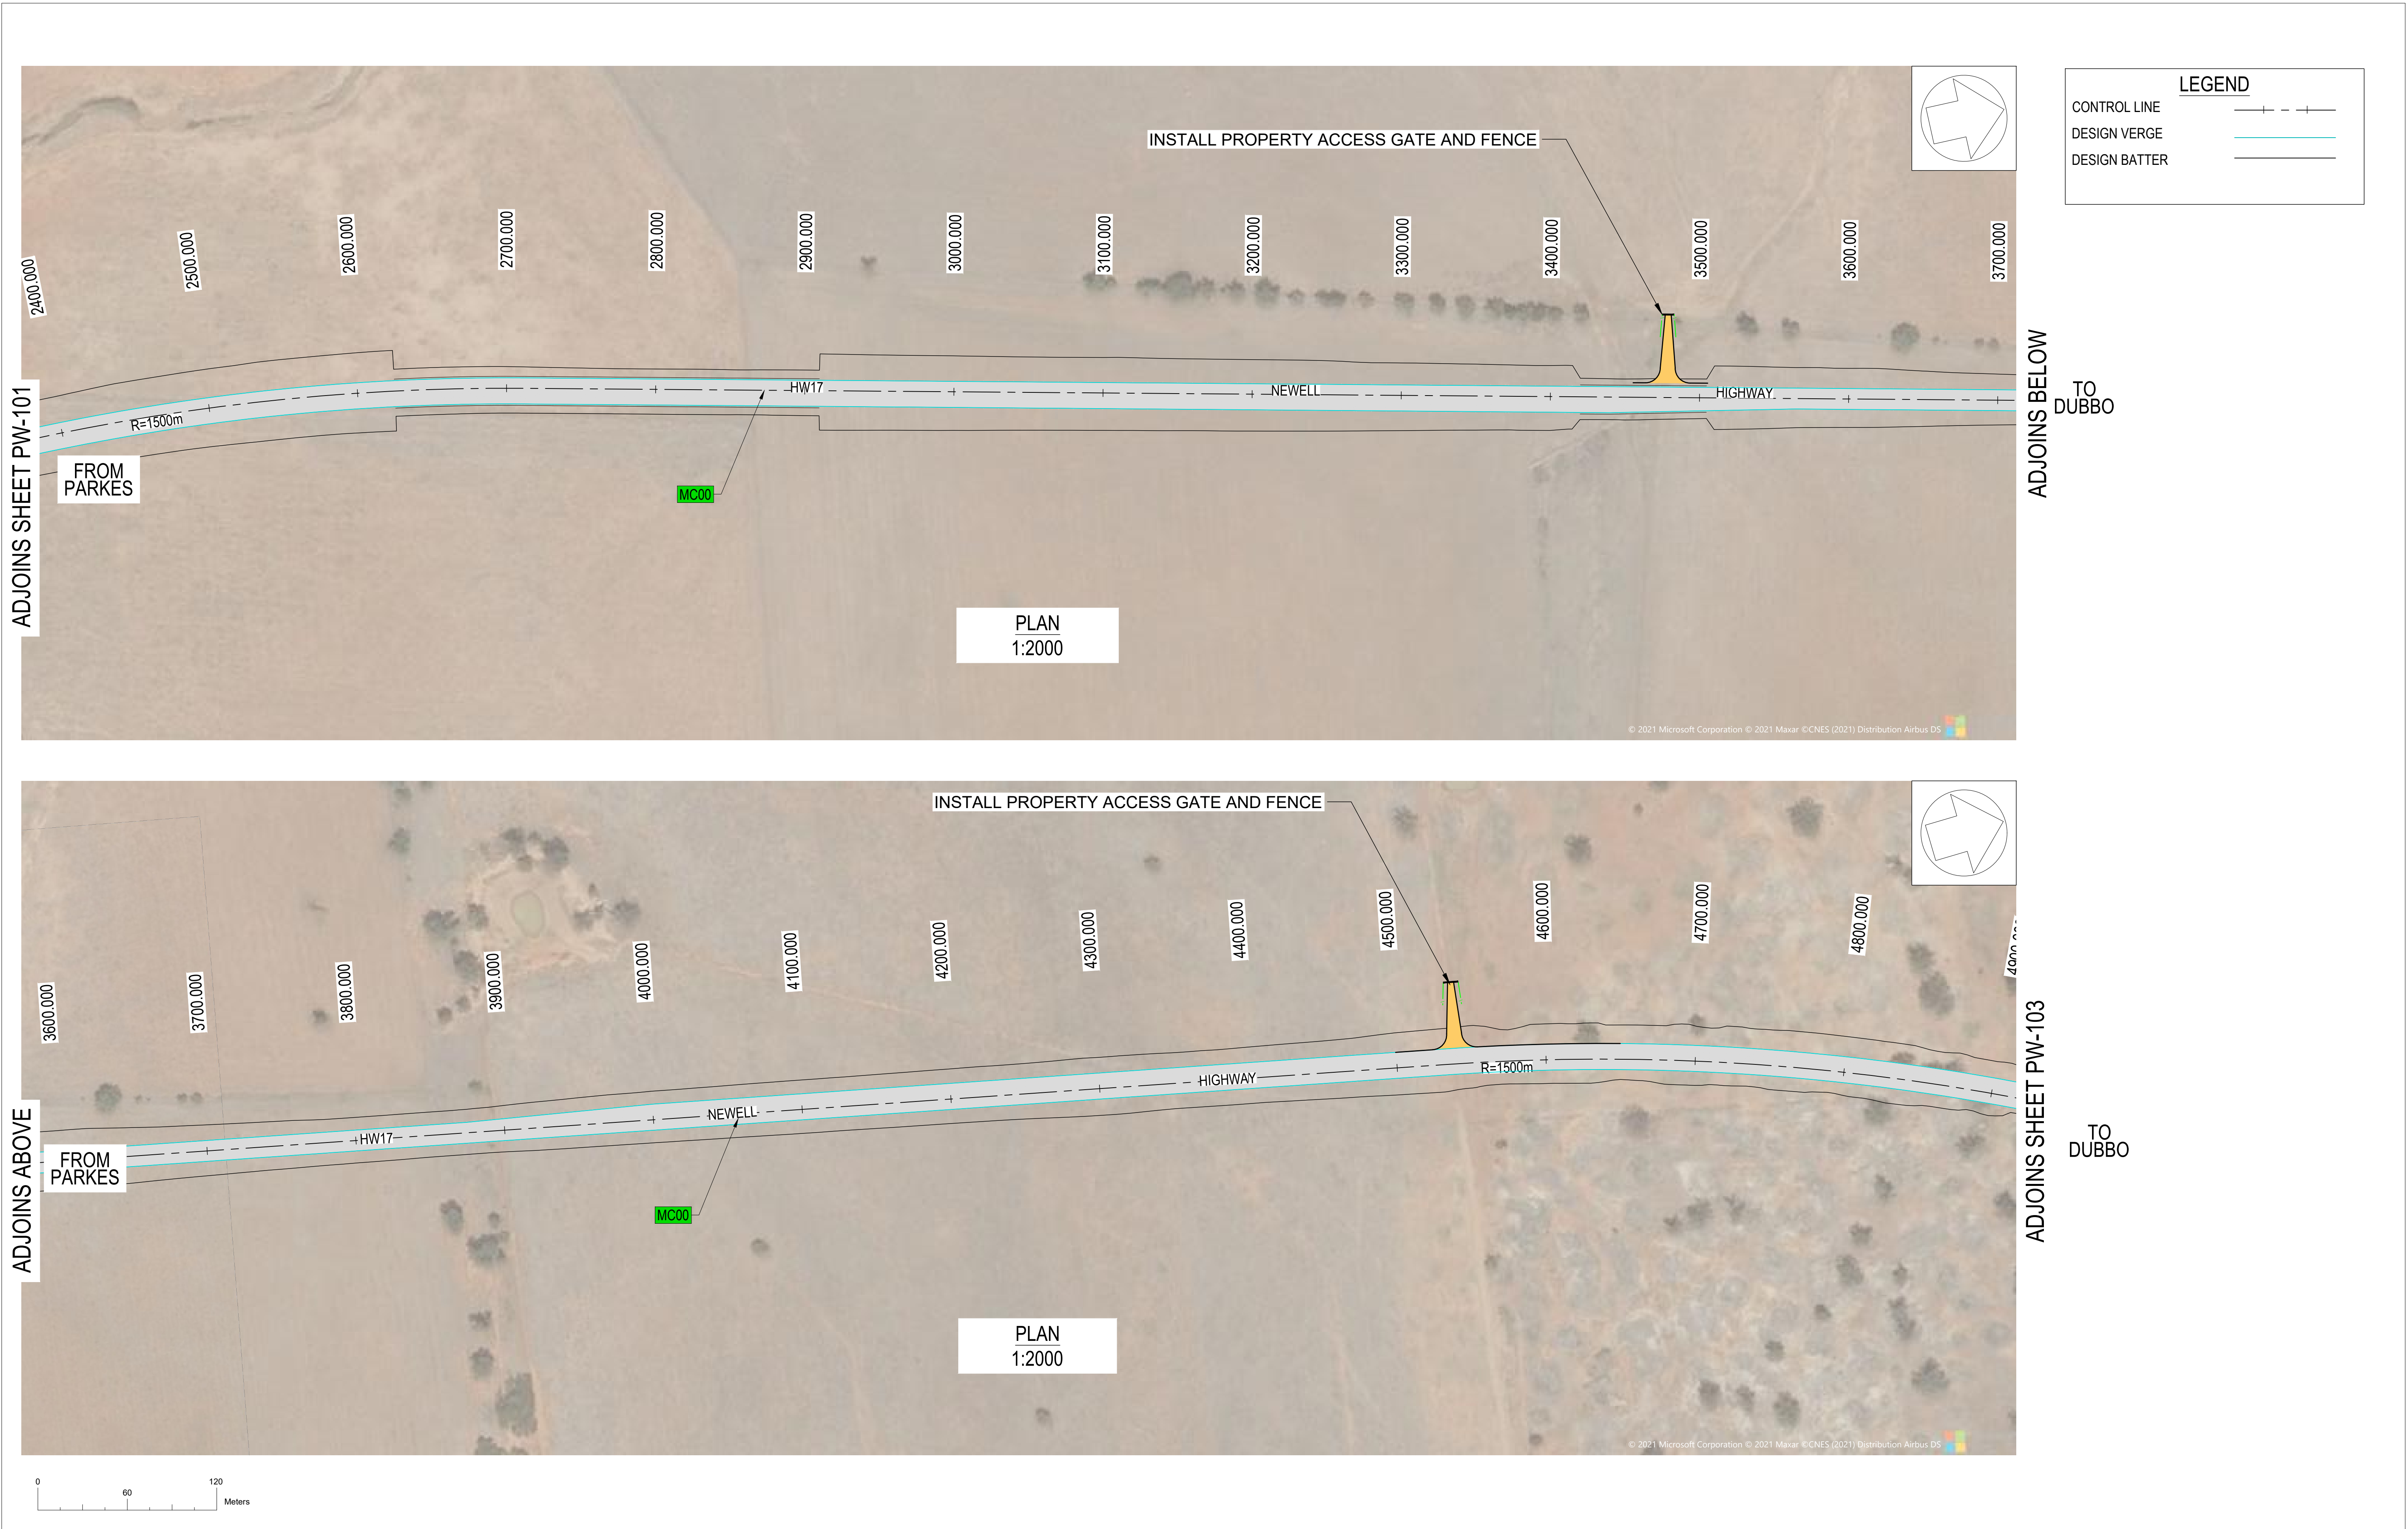 LEGEND
CONTROL LINE
DESIGN VERGE
DESIGN BATTER
INSTALL PROPERTY ACCESS GATE AND FENCE
2400.000
2500.000
2600.000
2700.000
2800.000
2900.000
3000.000
3100.000
3200.000
3300.000
3400.000
3500.000
3600.000
3700.000
ADJOINS SHEET PW-101
R=1500m
HW17
NEWELL
HIGHWAY
ADJOINS BELOW
TO
DUBBO
FROM
PARKES
MC00
PLAN
1:2000
© 2021 Microsoft Corporation © 2021 Maxar ©CNES (2021) Distribution Airbus DS
INSTALL PROPERTY ACCESS GATE AND FENCE
3600.000
3700.000
3800.000
3900.000
4000.000
4100.000
4200.000
4300.000
4400.000
4500.000
4600.000
4700.000
4800.000
ADJOINS ABOVE
FROM
PARKES
HW17
NEWELL
HIGHWAY
R=1500m
ADJOINS SHEET PW-103
TO
DUBBO
MC00
PLAN
1:2000
© 2021 Microsoft Corporation © 2021 Maxar ©CNES (2021) Distribution Airbus DS
0
60
120
Meters